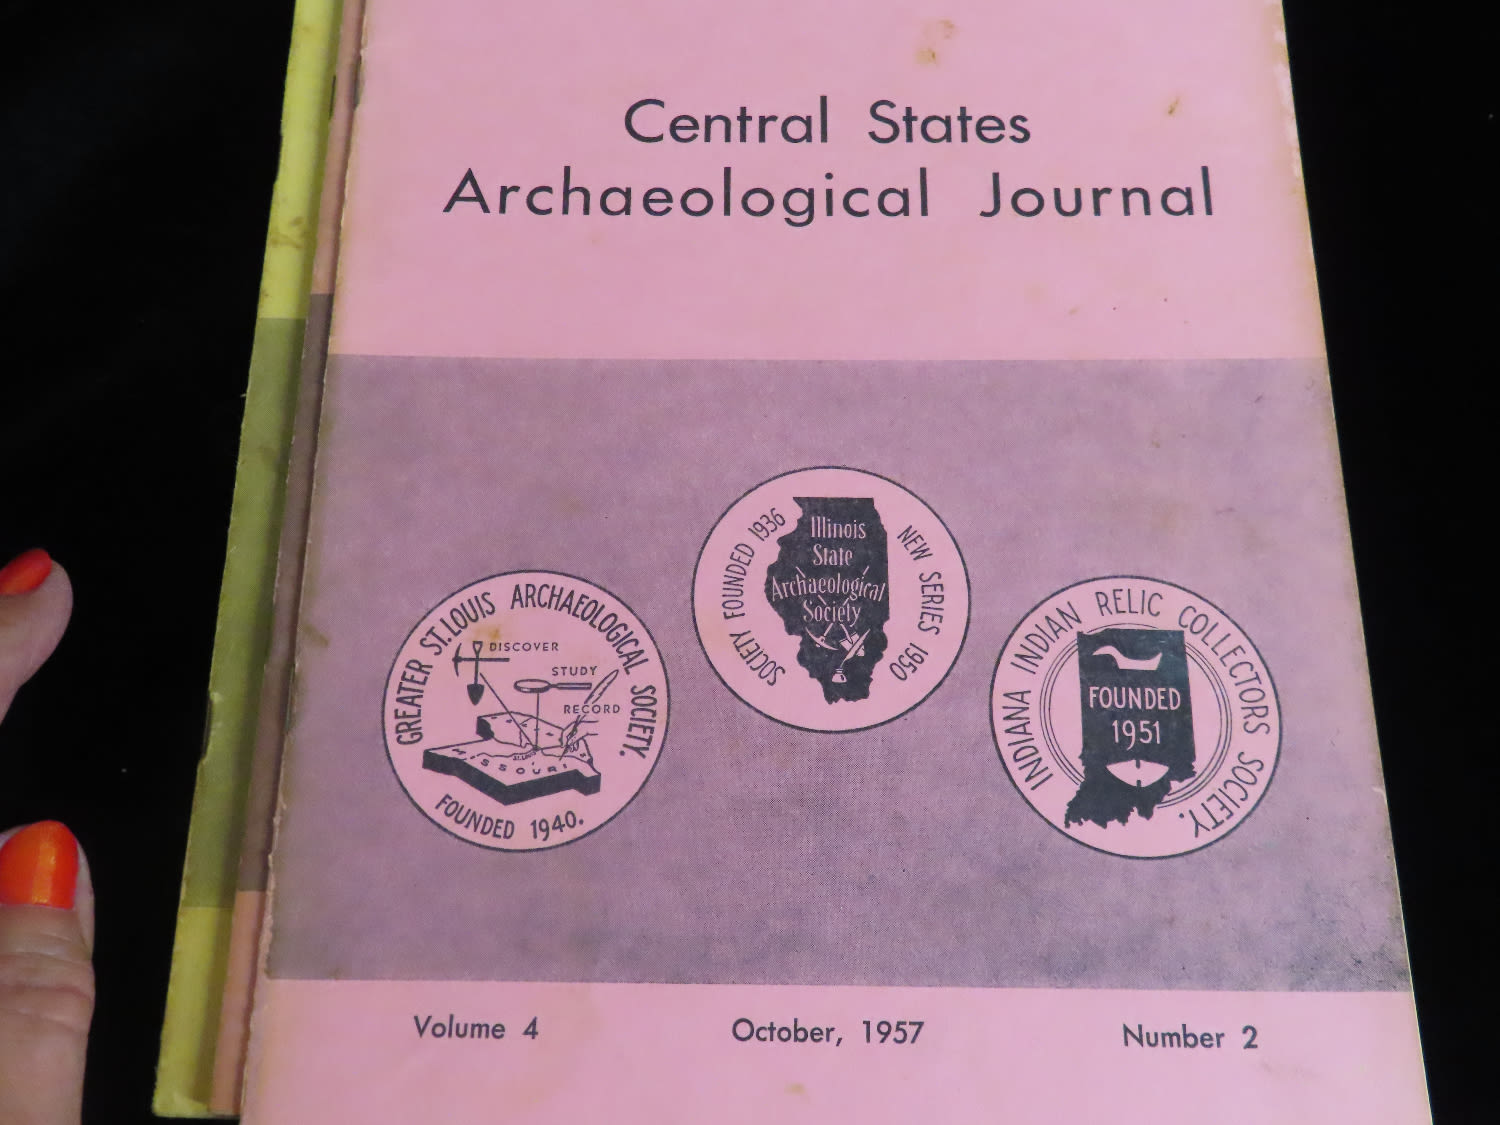 Central States
Archaeological Journal
GREATER ST. LOUIS ARCHAEOLOGICAL SOCIETY.
DISCOVER
STUDY
RECORD
ST. LOUIS
MISSOURI
FOUNDED 1940.
SOCIETY FOUNDED 1936
NEW SERIES 1950
Illinois
State
Archaeological
Society
INDIANA INDIAN RELIC COLLECTORS SOCIETY.
FOUNDED
1951
Volume 4 October, 1957 Number 2